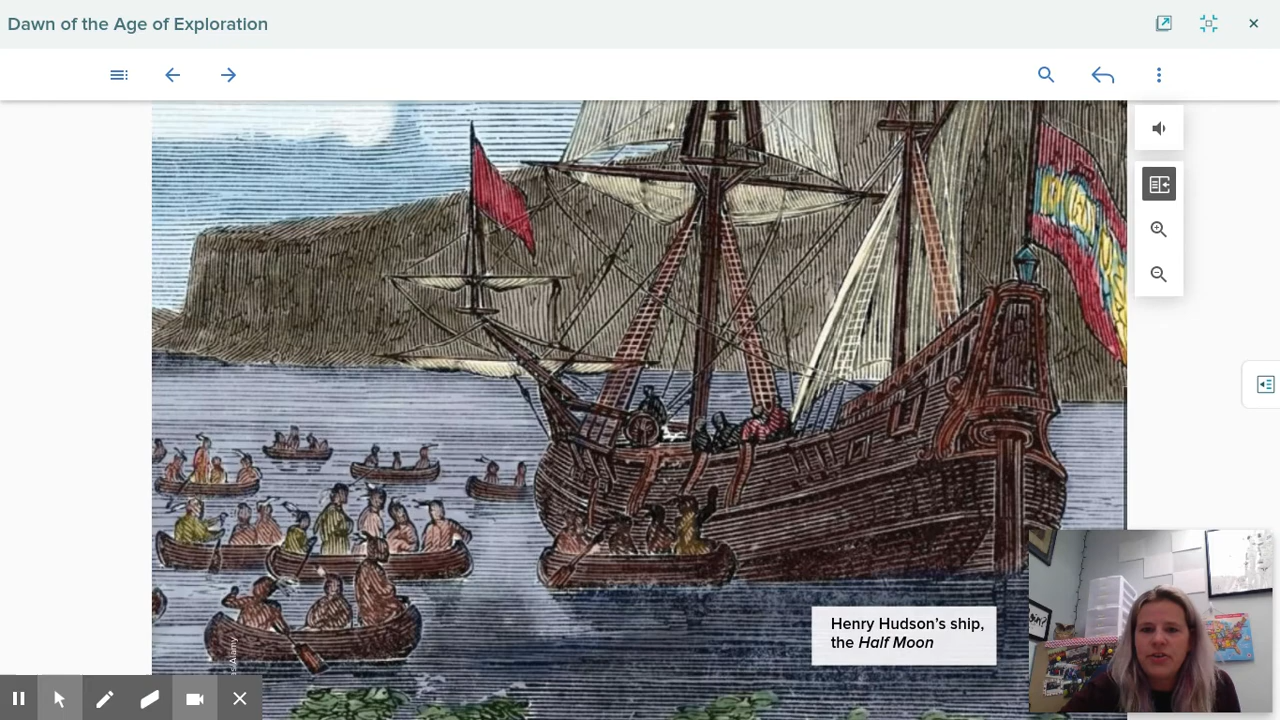 Dawn of the Age of Exploration
Henry Hudson's ship,
the Half Moon